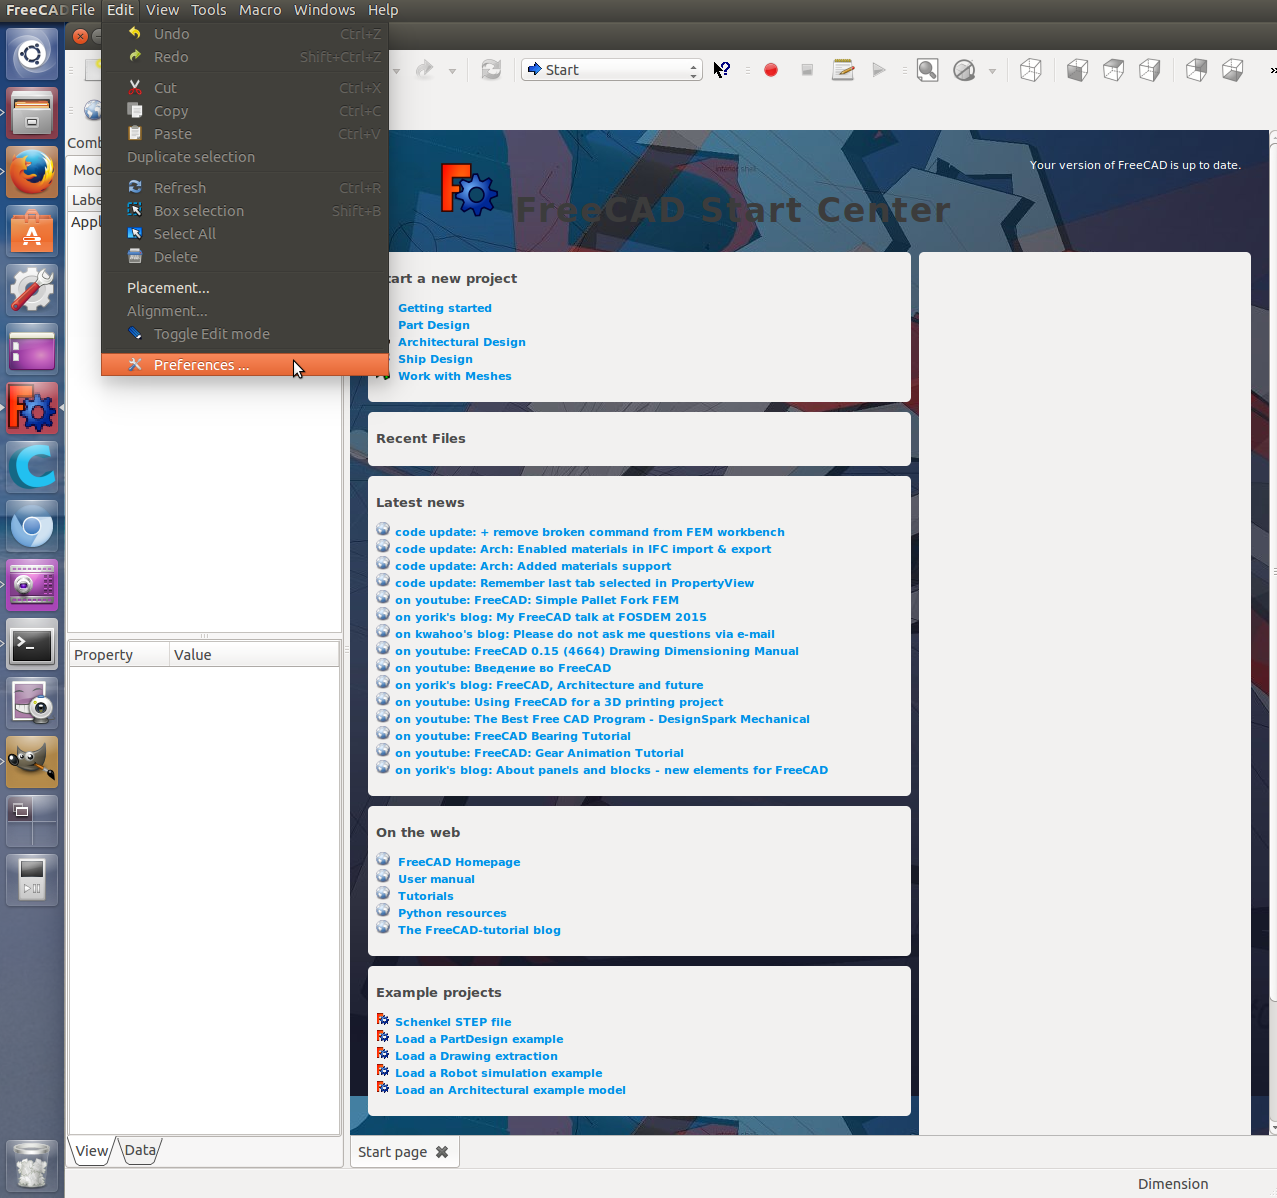 FreeCAD File Edit View Tools Macro Windows Help
Undo Ctrl+Z
Redo Shift+Ctrl+Z
Cut Ctrl+X
Copy Ctrl+C
Paste Ctrl+V
Duplicate selection
Refresh Ctrl+R
Box selection Shift+B
Select All
Delete
Placement...
Alignment...
Toggle Edit mode
Preferences ...
Start
Comb
Mod
Labe
Appl
Property Value
View Data
Your version of FreeCAD is up to date.
FreeCAD Start Center
art a new project
Getting started
Part Design
Architectural Design
Ship Design
Work with Meshes
Recent Files
Latest news
code update: + remove broken command from FEM workbench
code update: Arch: Enabled materials in IFC import & export
code update: Arch: Added materials support
code update: Remember last tab selected in PropertyView
on youtube: FreeCAD: Simple Pallet Fork FEM
on yorik's blog: My FreeCAD talk at FOSDEM 2015
on kwahoo's blog: Please do not ask me questions via e-mail
on youtube: FreeCAD 0.15 (4664) Drawing Dimensioning Manual
on youtube: Введение во FreeCAD
on yorik's blog: FreeCAD, Architecture and future
on youtube: Using FreeCAD for a 3D printing project
on youtube: The Best Free CAD Program - DesignSpark Mechanical
on youtube: FreeCAD Bearing Tutorial
on youtube: FreeCAD: Gear Animation Tutorial
on yorik's blog: About panels and blocks - new elements for FreeCAD
On the web
FreeCAD Homepage
User manual
Tutorials
Python resources
The FreeCAD-tutorial blog
Example projects
Schenkel STEP file
Load a PartDesign example
Load a Drawing extraction
Load a Robot simulation example
Load an Architectural example model
Start page
Dimension